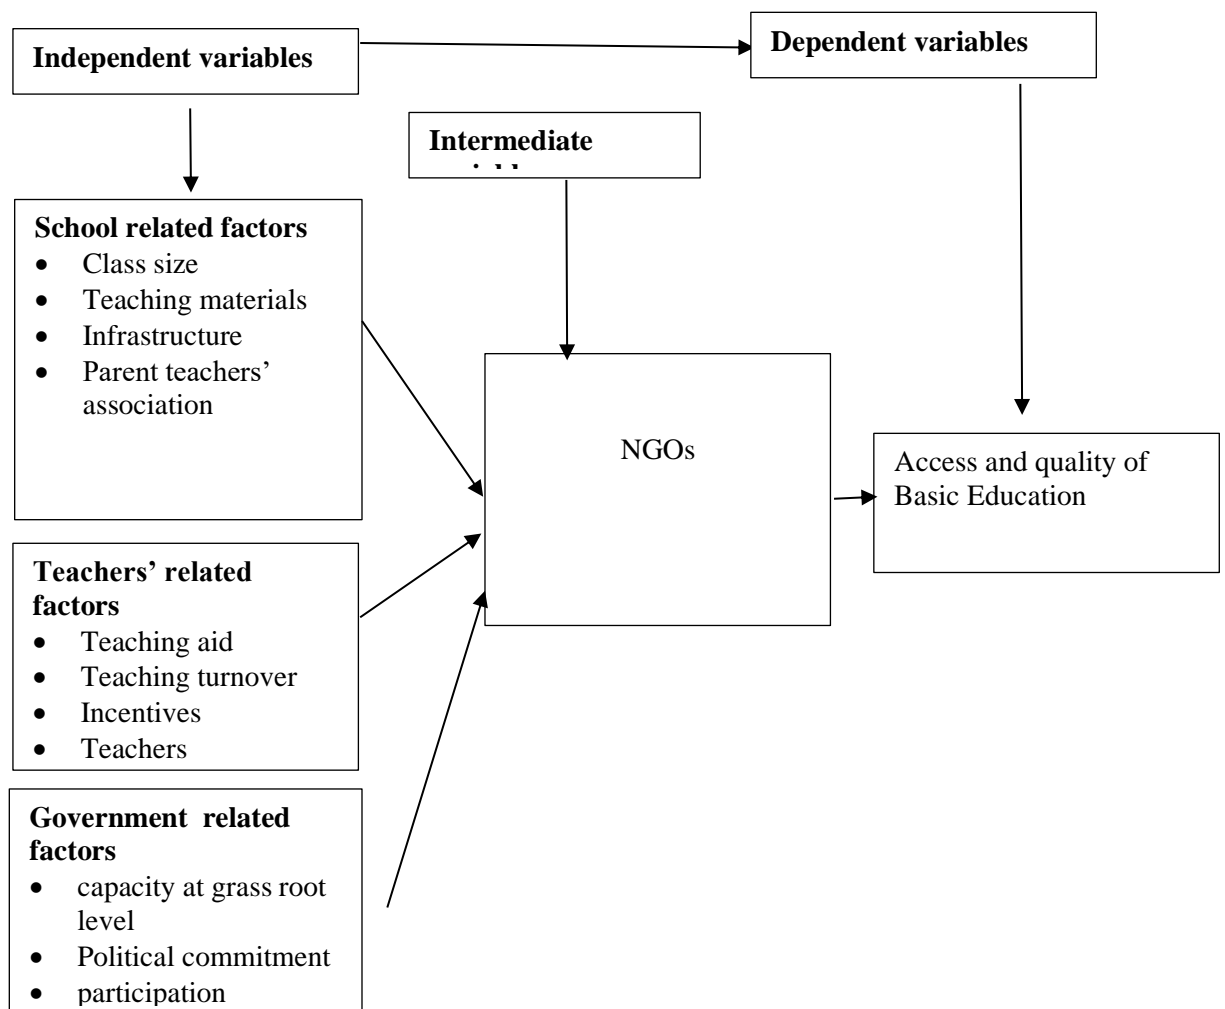 Independent variables
Dependent variables
Intermediate
School related factors
• Class size
• Teaching materials
• Infrastructure
• Parent teachers’
association
NGOs
Access and quality of
Basic Education
Teachers’ related
factors
• Teaching aid
• Teaching turnover
• Incentives
• Teachers
Government related
factors
• capacity at grass root
level
• Political commitment
• participation